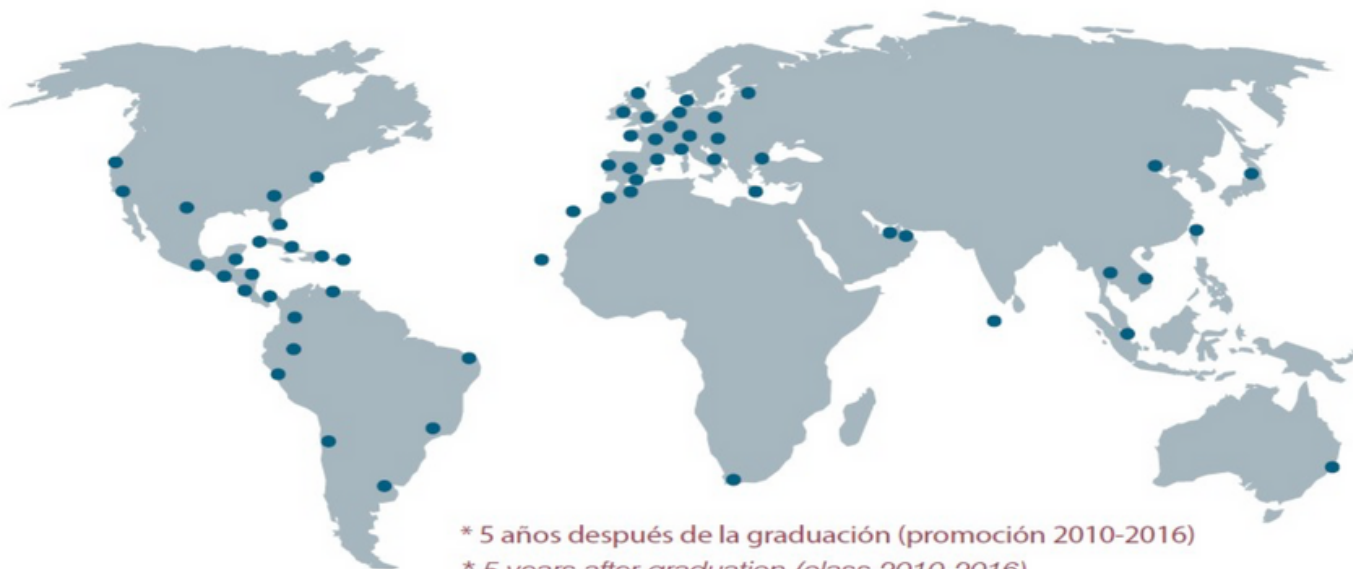 * 5 años después de la graduación (promoción 2010-2016)
* 5 years after graduation (class 2010-2016)